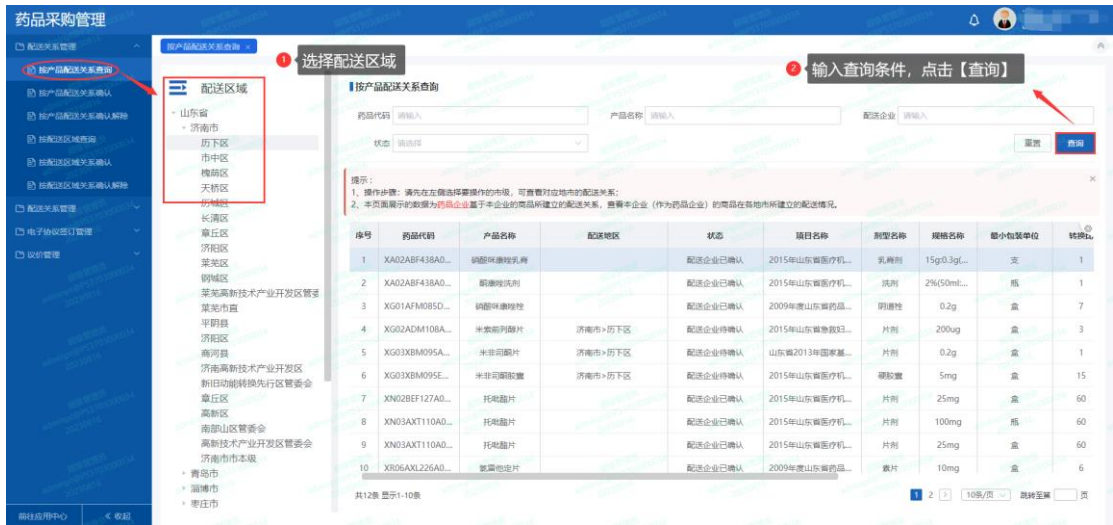 药品采购管理
配送关系管理
按产品配送关系查询
按产品配送关系确认
按产品配送关系确认解除
按配送区域查询
按配送区域关系确认
按配送区域关系确认解除
配送关系管理
电子协议签订管理
议价管理
前往应用中心
收起
按产品配送关系查询 ×
1 选择配送区域
配送区域
山东省
济南市
历下区
市中区
槐荫区
天桥区
历城区
长清区
章丘区
济阳区
莱芜区
钢城区
莱芜高新技术产业开发区管委
莱芜市直
平阴县
济阳区
商河县
济南高新技术产业开发区
新旧动能转换先行区管委会
章丘区
高新区
南部山区管委会
高新技术产业开发区管委会
济南市市本级
青岛市
淄博市
枣庄市
2 输入查询条件，点击【查询】
按产品配送关系查询
药品代码 请输入 产品名称 请输入 配送企业 请输入
状态 请选择 重置 查询
提示：
1、操作步骤：请先在左侧选择要操作的市级，可查看对应地市的配送关系；
2、本页面展示的数据为药品企业基于本企业的商品所建立的配送关系，查看本企业（作为药品企业）的商品在各地市所建立的配送情况。
序号 药品代码 产品名称 配送地区 状态 项目名称 剂型名称 规格名称 最小包装单位 转换比
1 XA02ABF438A0... 硝酸咪康唑乳膏 配送企业已确认 2015年山东省医疗机... 乳膏剂 15g:0.3g(... 支 1
2 XA02ABF438A0... 酮康唑洗剂 配送企业已确认 2015年山东省医疗机... 洗剂 2%(50ml:... 瓶 1
3 XG01AFM085D... 硝酸咪康唑栓 配送企业已确认 2009年度山东省药品... 阴道栓 0.2g 盒 7
4 XG02ADM108A... 米索前列醇片 济南市>历下区 配送企业待确认 2015年山东省急救妇... 片剂 200ug 盒 3
5 XG03XBM095A... 米非司酮片 济南市>历下区 配送企业待确认 山东省2013年国家基... 片剂 0.2g 盒 1
6 XG03XBM095E... 米非司酮胶囊 济南市>历下区 配送企业待确认 2015年山东省医疗机... 硬胶囊 5mg 盒 15
7 XN02BEF127A0... 托吡酯片 配送企业已确认 2015年山东省医疗机... 片剂 25mg 盒 60
8 XN03AXT110A0... 托吡酯片 配送企业已确认 2015年山东省医疗机... 片剂 100mg 瓶 60
9 XN03AXT110A0... 托吡酯片 配送企业已确认 2015年山东省医疗机... 片剂 25mg 盒 60
10 XR06AXL226A0... 氯雷他定片 配送企业已确认 2009年度山东省药品... 素片 10mg 盒 6
共12条 显示1-10条 1 2 10条/页 跳转至第 页